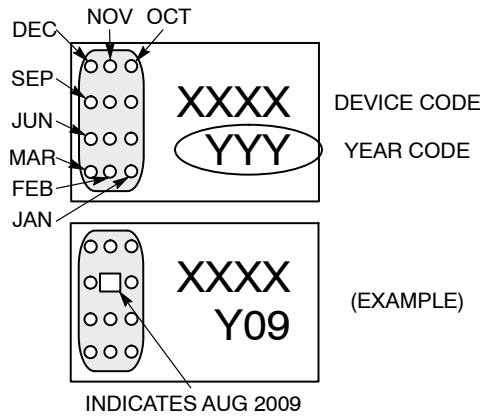 NOV OCT
DEC
SEP
XXXX DEVICE CODE
JUN
YYY YEAR CODE
MAR
FEB
JAN
XXXX
(EXAMPLE)
Y09
INDICATES AUG 2009